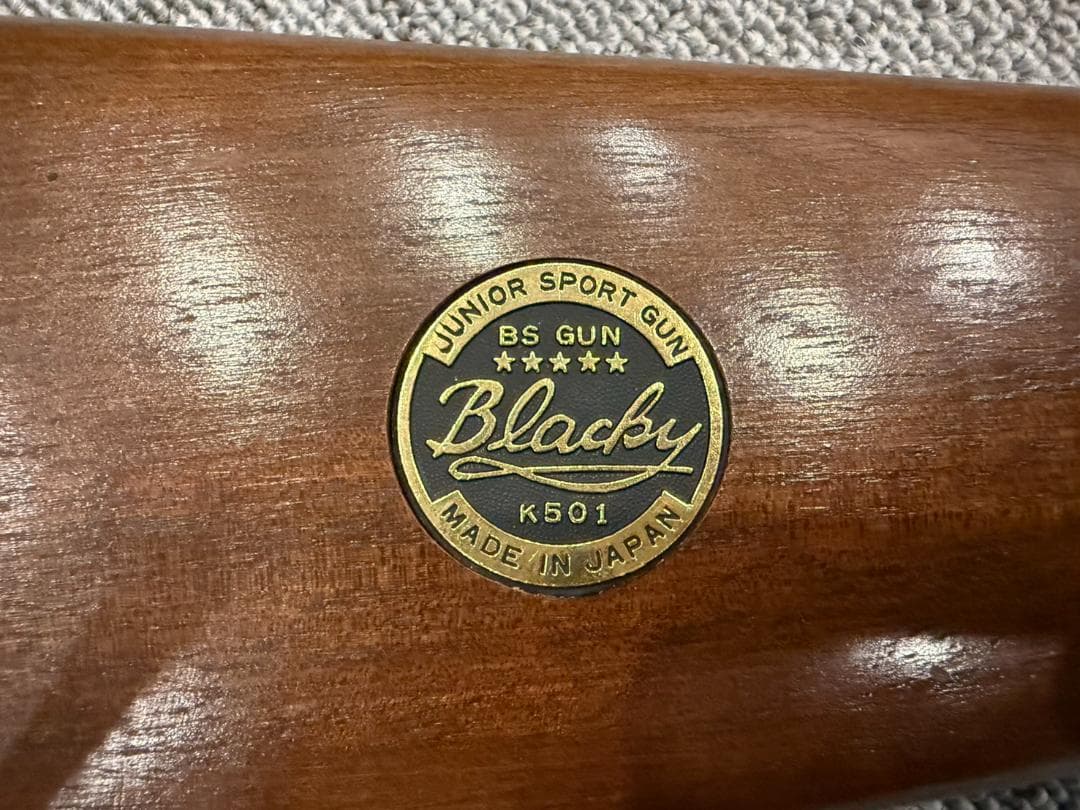 JUNIOR SPORT GUN
BS GUN
★★★★★
Blacky
K501
MADE IN JAPAN